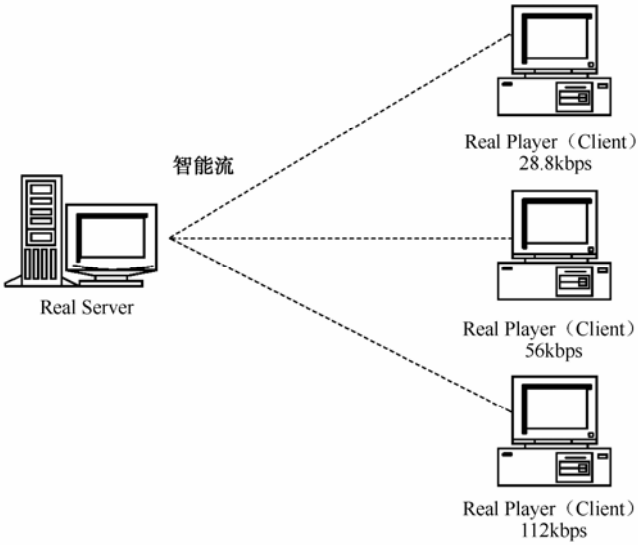 Real Player（Client）
28.8kbps
智能流
Real Server
Real Player（Client）
56kbps
Real Player（Client）
112kbps